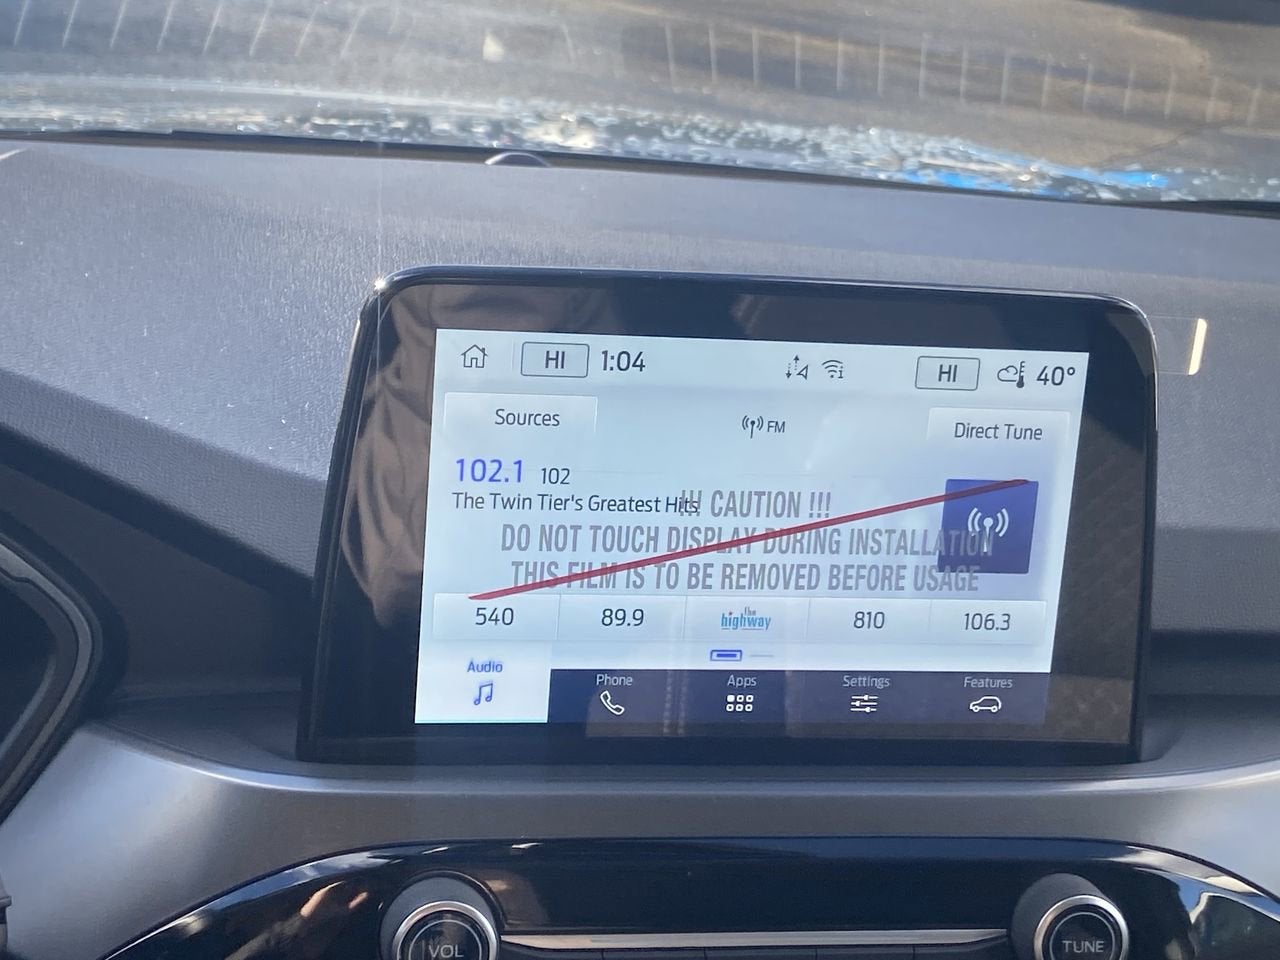 HI 1:04 HI 40°
Sources FM Direct Tune
102.1 102
The Twin Tier's Greatest Hits
!!! CAUTION !!!
DO NOT TOUCH DISPLAY DURING INSTALLATION
THIS FILM IS TO BE REMOVED BEFORE USAGE
540 89.9 the highway 810 106.3
Audio Phone Apps Settings Features
VOL TUNE